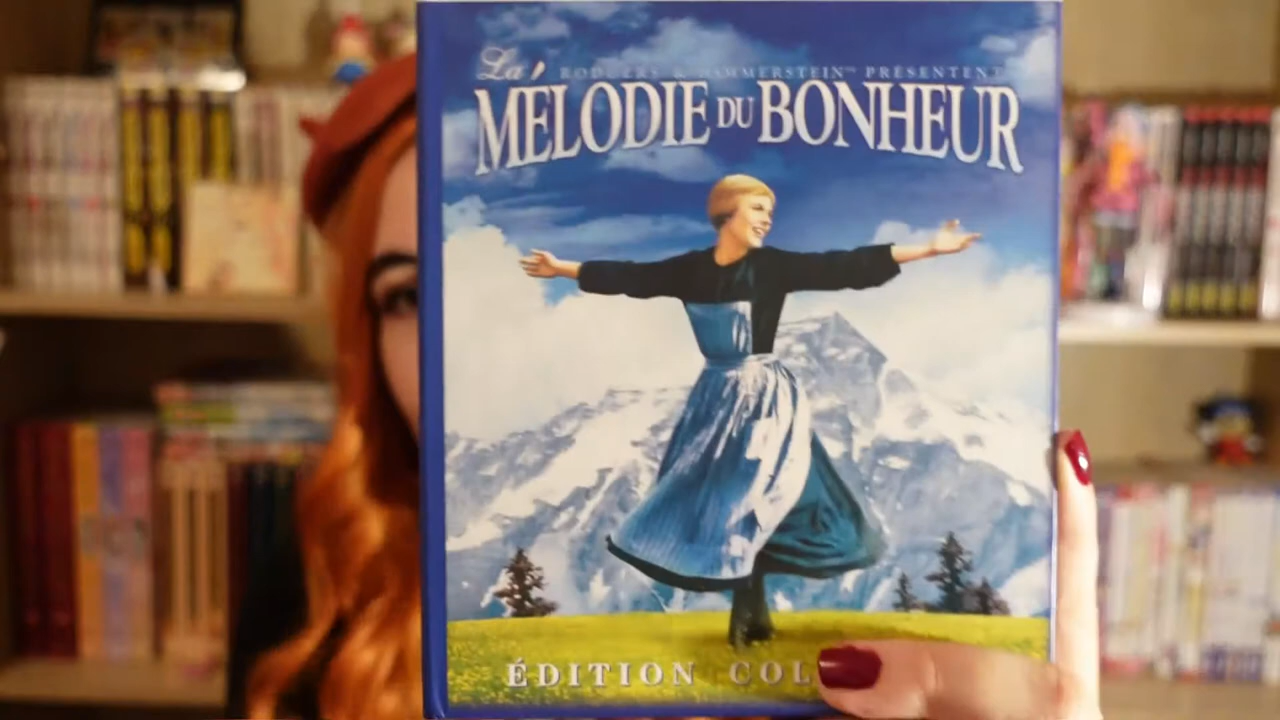 La
RODGERS & HAMMERSTEIN™ PRÉSENTENT
MÉLODIE DU BONHEUR
ÉDITION COL